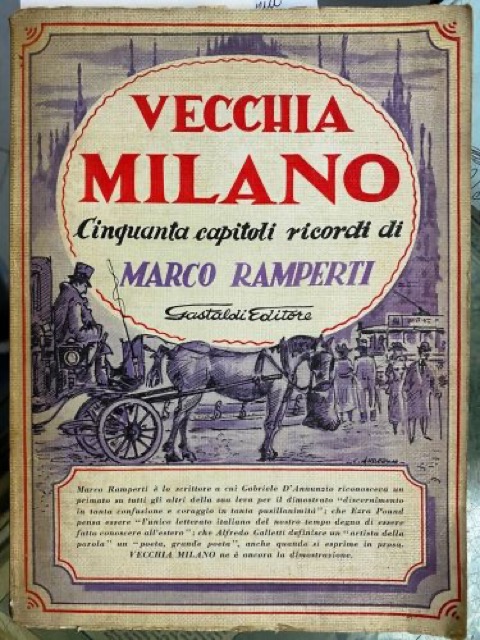 VECCHIA
MILANO
Cinquanta capitoli ricordi di
MARCO RAMPERTI
Gastaldi Editore
Marco Ramperti è lo scrittore a cui Gabriele D'Annunzio riconosceva un
primato su tutti gli altri della sua leva per il dimostrato "discernimento
in tanta confusione e coraggio in tanta pusillanimità"; che Ezra Pound
pensa essere "l'unico letterato italiano del nostro tempo degno di essere
fatto conoscere all'estero"; che Alfredo Galletti definisce un "artista della
parola" un "poeta, grande poeta", anche quando si esprime in prosa.
VECCHIA MILANO ne è ancora la dimostrazione.